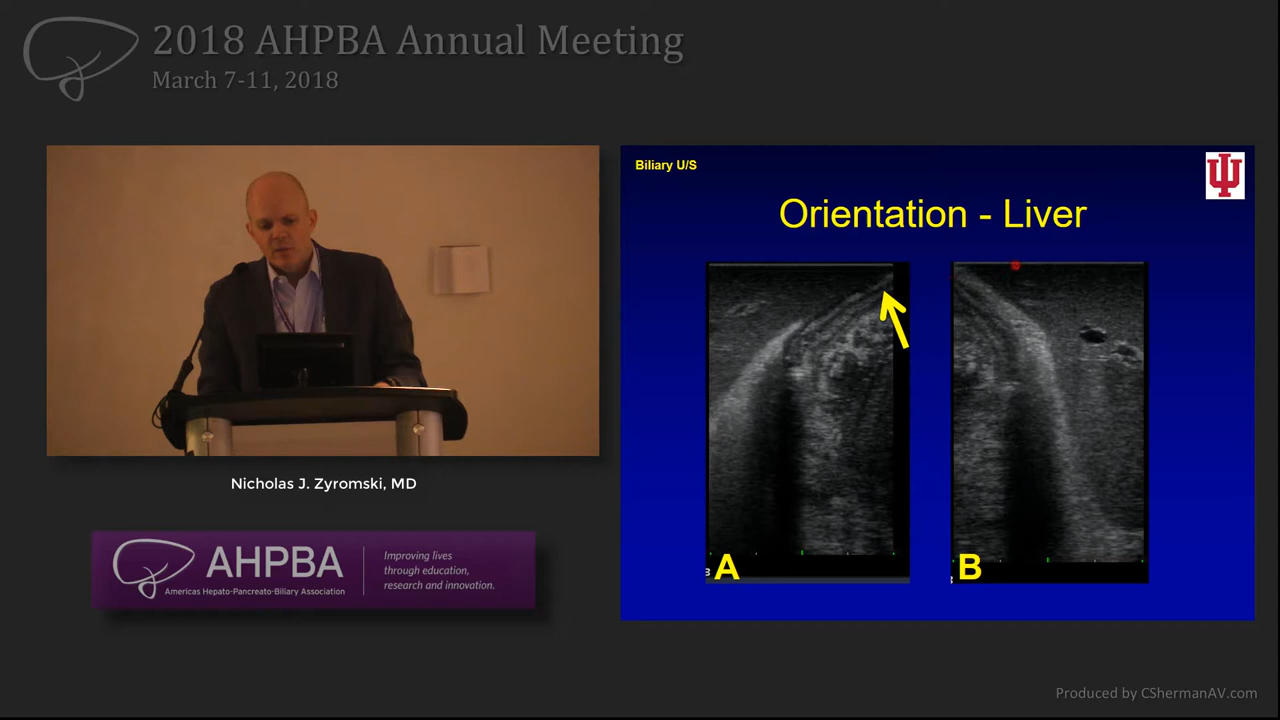 2018 AHPBA Annual Meeting
March 7-11, 2018
Biliary U/S
Orientation - Liver
A
B
Nicholas J. Zyromski, MD
AHPBA
Americas Hepato-Pancreato-Biliary Association
Improving lives
through education,
research and innovation.
Produced by CShermanAV.com